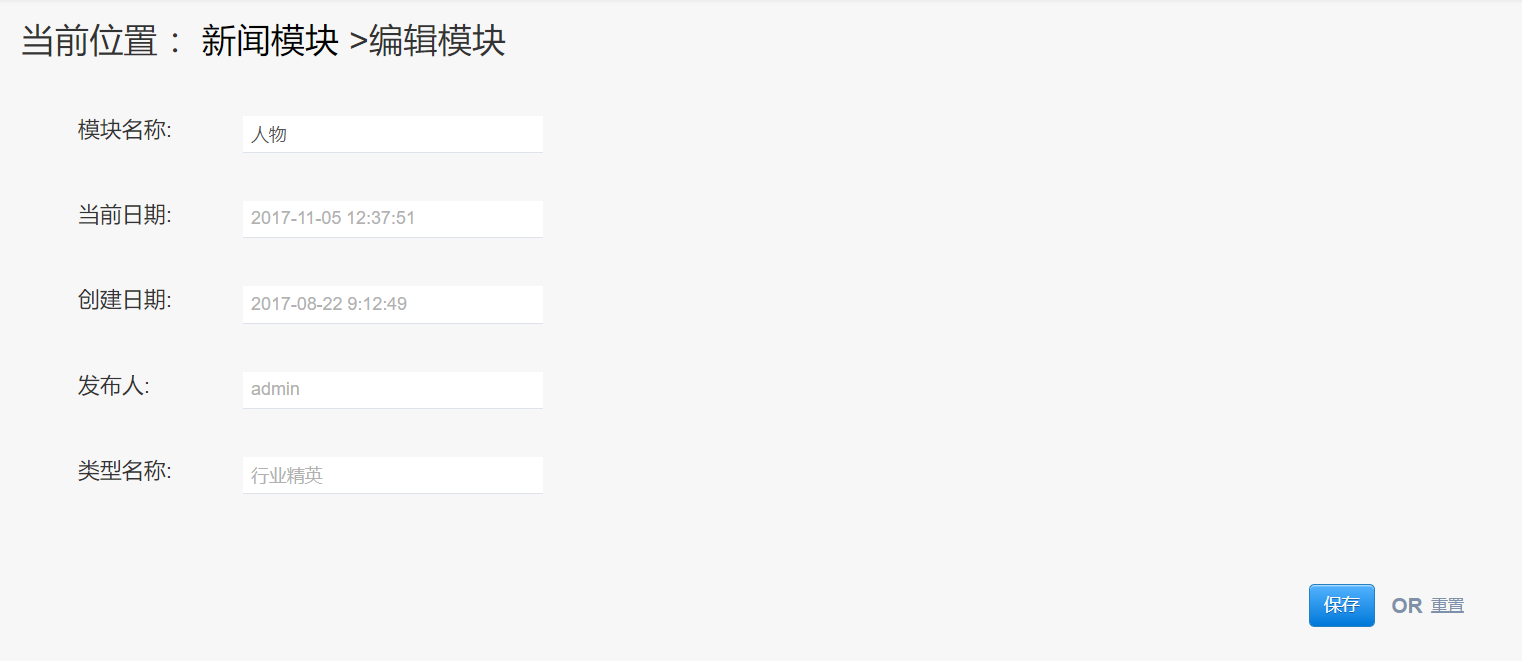 当前位置 ： 新闻模块 >编辑模块
模块名称: 人物
当前日期: 2017-11-05 12:37:51
创建日期: 2017-08-22 9:12:49
发布人: admin
类型名称: 行业精英
保存 OR 重置